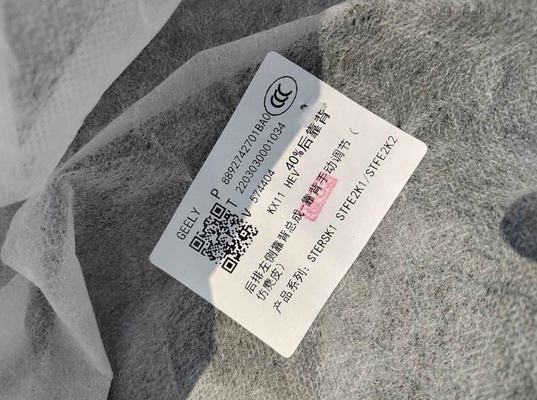 GEELY
P 8892742701BA0
T 2203030001034
V 574404
KX11 HEV 40%后靠背
后排左侧靠背总成-靠背手动调节(
仿麂皮)
产品系列: STERSK1 STFE2K1/STFE2K2